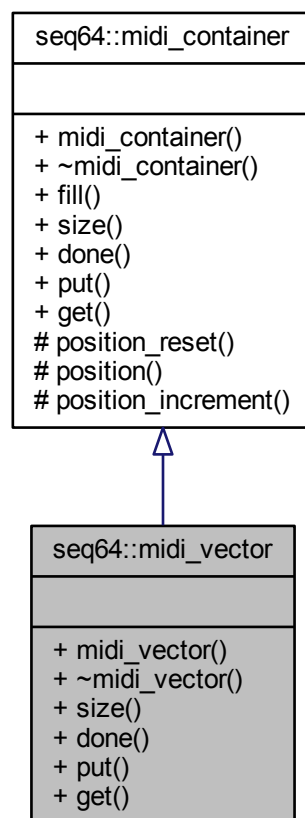 seq64::midi_container
+ midi_container()
+ ~midi_container()
+ fill()
+ size()
+ done()
+ put()
+ get()
# position_reset()
# position()
# position_increment()
seq64::midi_vector
+ midi_vector()
+ ~midi_vector()
+ size()
+ done()
+ put()
+ get()